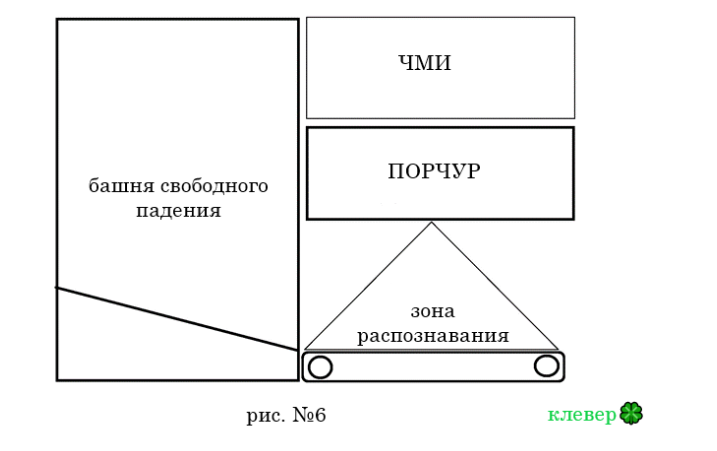 ЧМИ
ПОРЧУР
башня свободного
падения
зона
распознавания
рис. №6
клевер